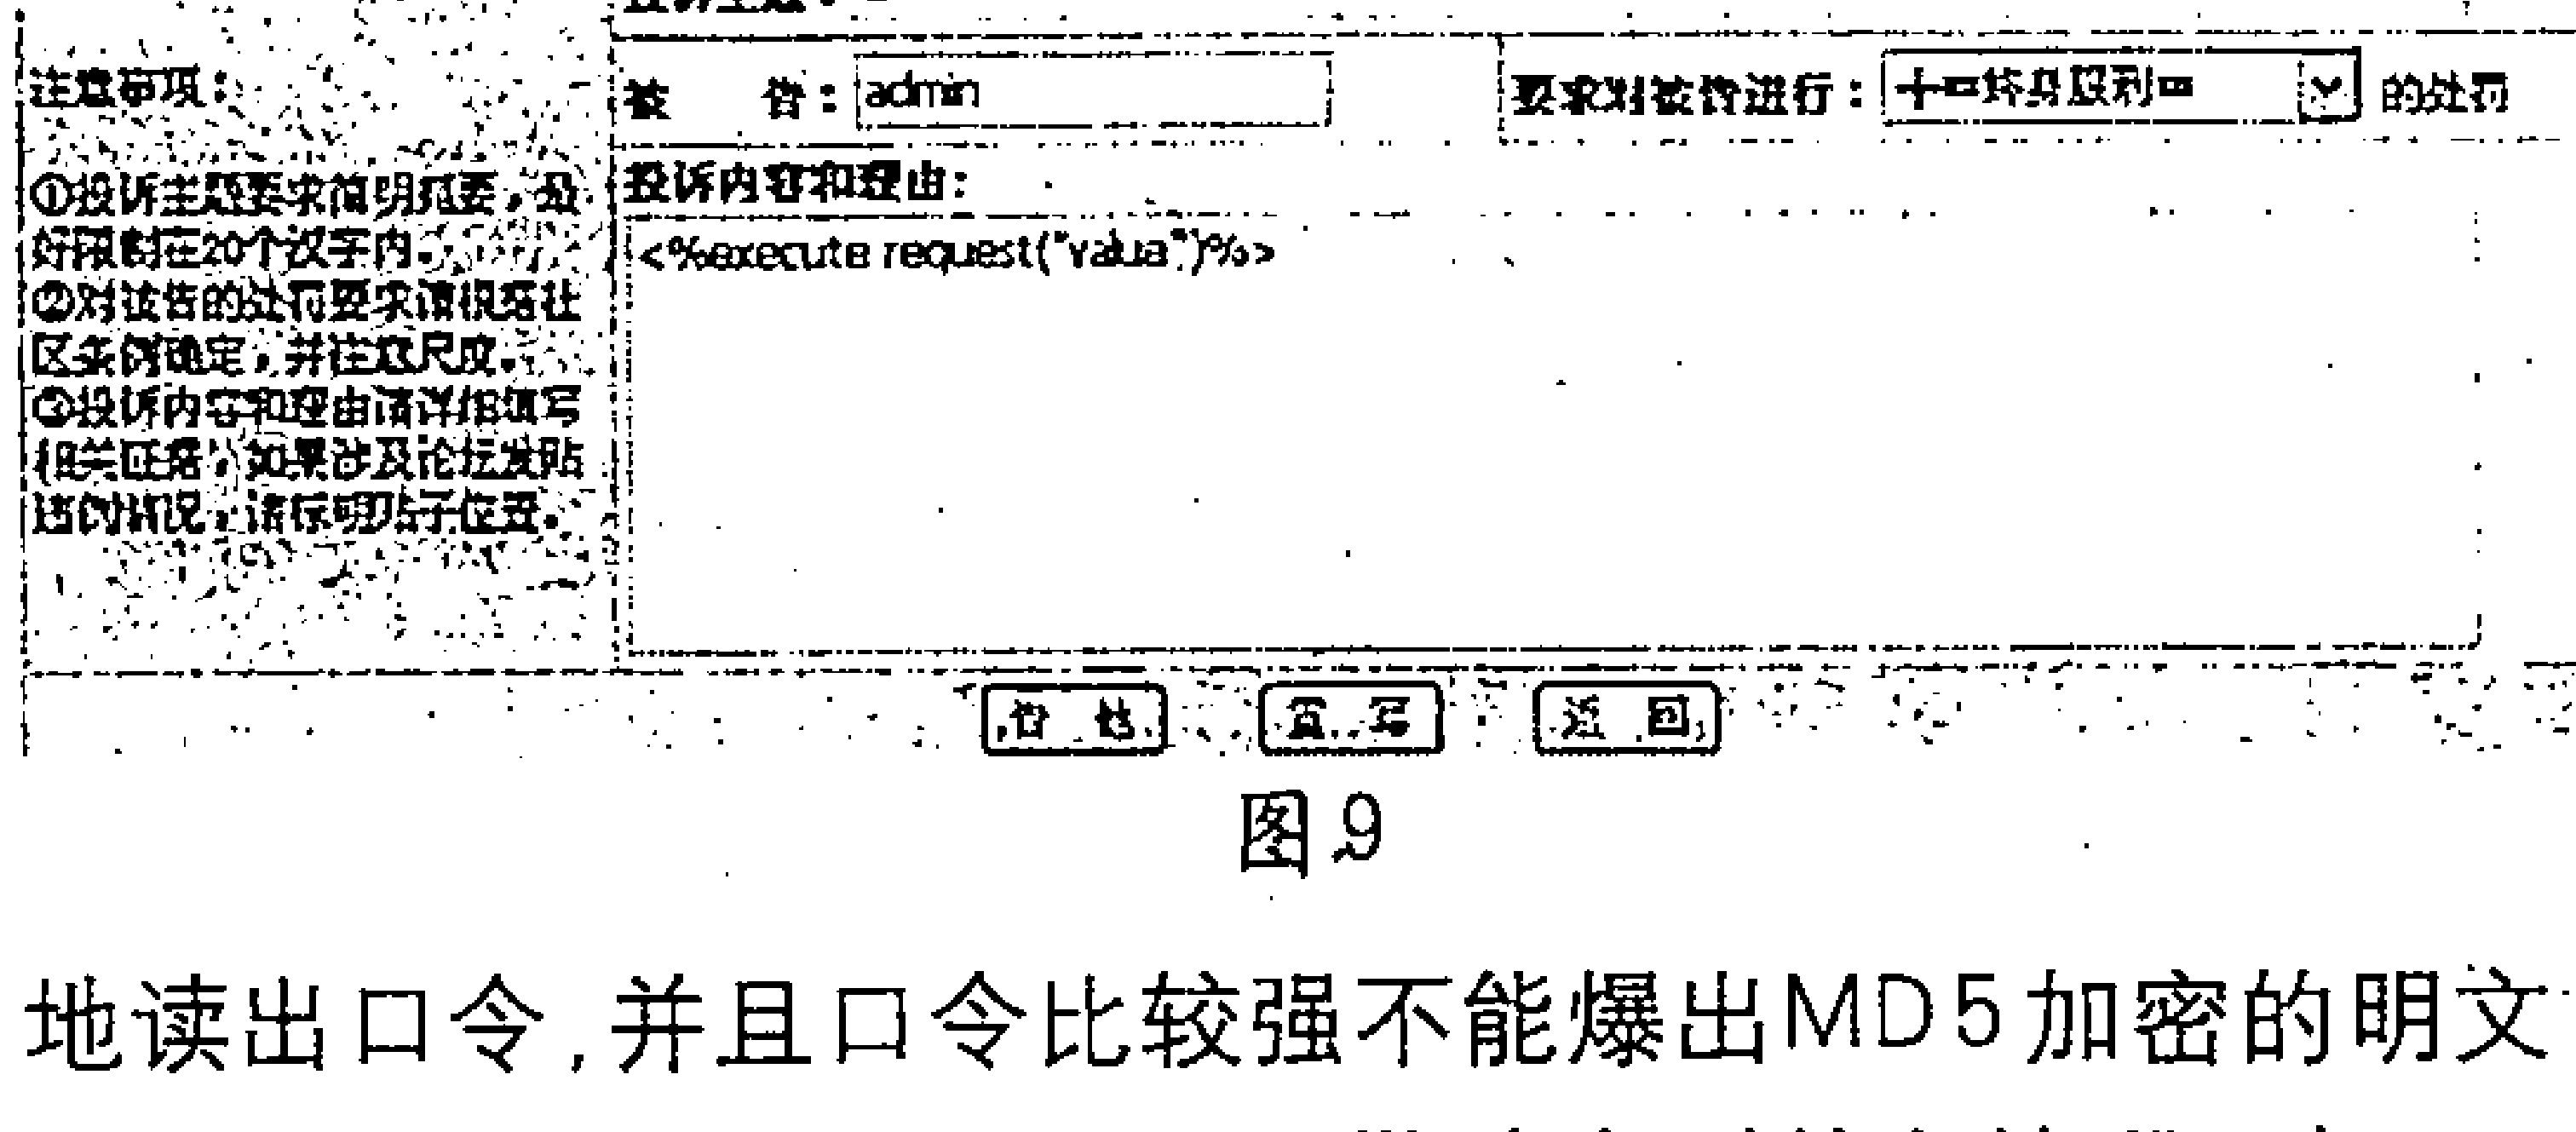 注意事项：
被 告：admin
要求对被告进行： 的处罚
①投诉主题要求简明扼要，最
好限制在20个汉字内。
②对被告的处罚要求请根据社
区条例确定，并注意尺度。
③投诉内容和理由请详细填写
相关证据，如果涉及论坛发贴
的情况，请标明贴子位置。
投诉内容和理由：
<%execute request("value")%>
重 写
返 回
图9
地读出口令,并且口令比较强不能爆出MD5加密的明文